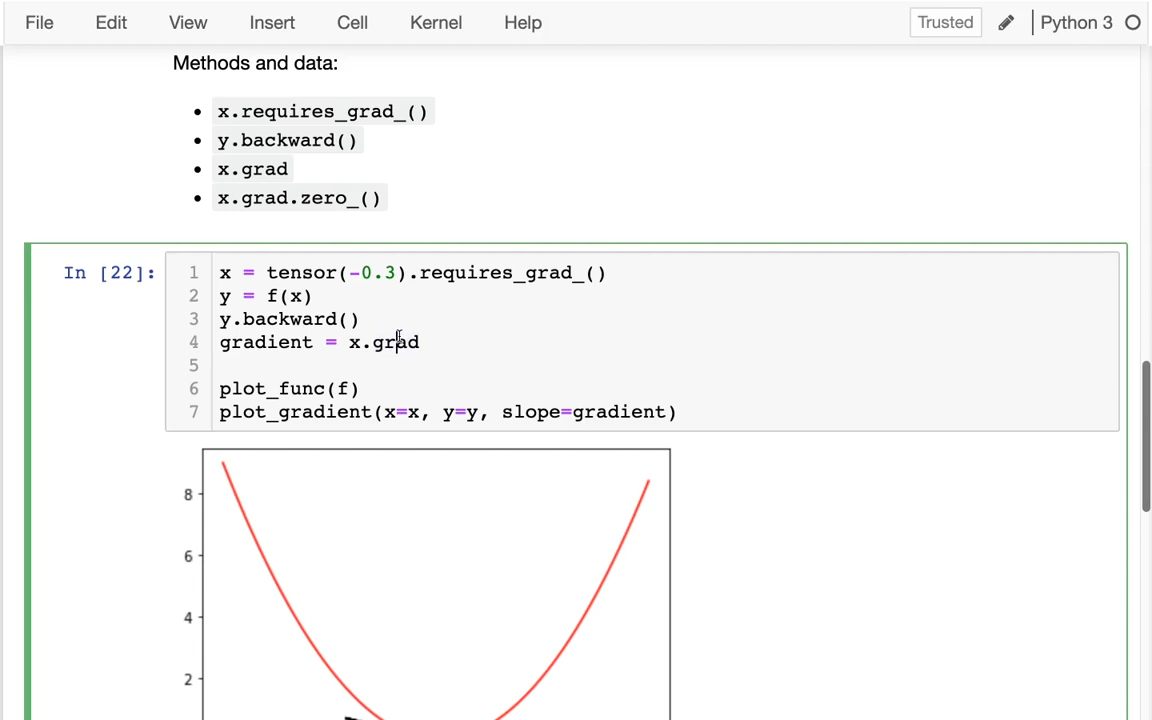 File Edit View Insert Cell Kernel Help Trusted Python 3
Methods and data:
• x.requires_grad_()
• y.backward()
• x.grad
• x.grad.zero_()
In [22]:
1 x = tensor(-0.3).requires_grad_()
2 y = f(x)
3 y.backward()
4 gradient = x.grad
5
6 plot_func(f)
7 plot_gradient(x=x, y=y, slope=gradient)
8
6
4
2